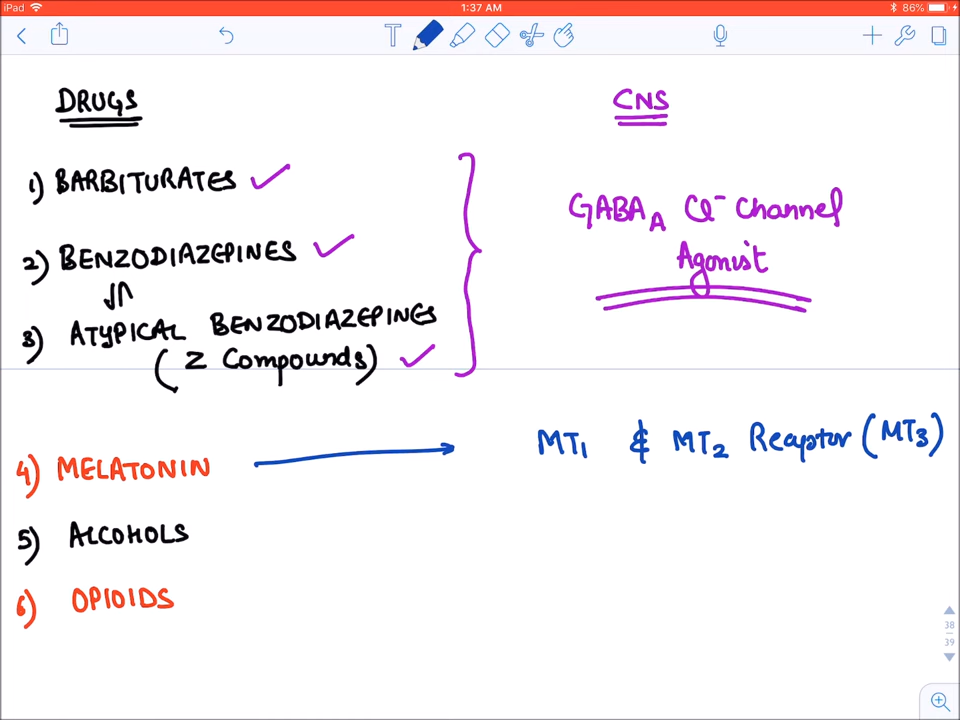 iPad 1:37 AM 86%
DRUGS CNS
1) BARBITURATES
GABAA Cl- Channel
2) BENZODIAZEPINES
Agonist
3) ATYPICAL BENZODIAZEPINES
(Z Compounds)
4) MELATONIN MT1 & MT2 Receptor (MT3)
5) ALCOHOLS
6) OPIOIDS
38
39